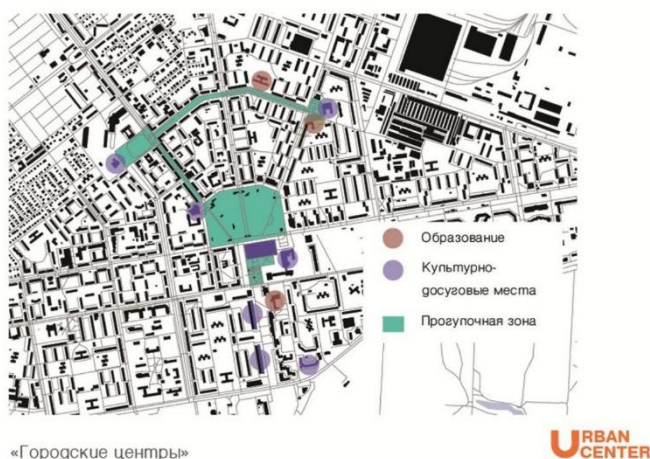 Образование
Культурно-
досуговые места
Прогулочная зона
«Городские центры»
URBAN
CENTER